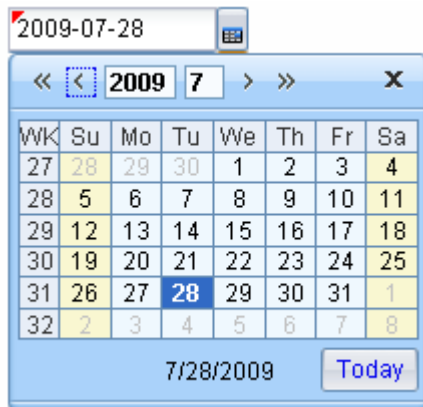 2009-07-28
« < 2009 7 > » x
WK Su Mo Tu We Th Fr Sa
27 28 29 30 1 2 3 4
28 5 6 7 8 9 10 11
29 12 13 14 15 16 17 18
30 19 20 21 22 23 24 25
31 26 27 28 29 30 31 1
32 2 3 4 5 6 7 8
7/28/2009 Today